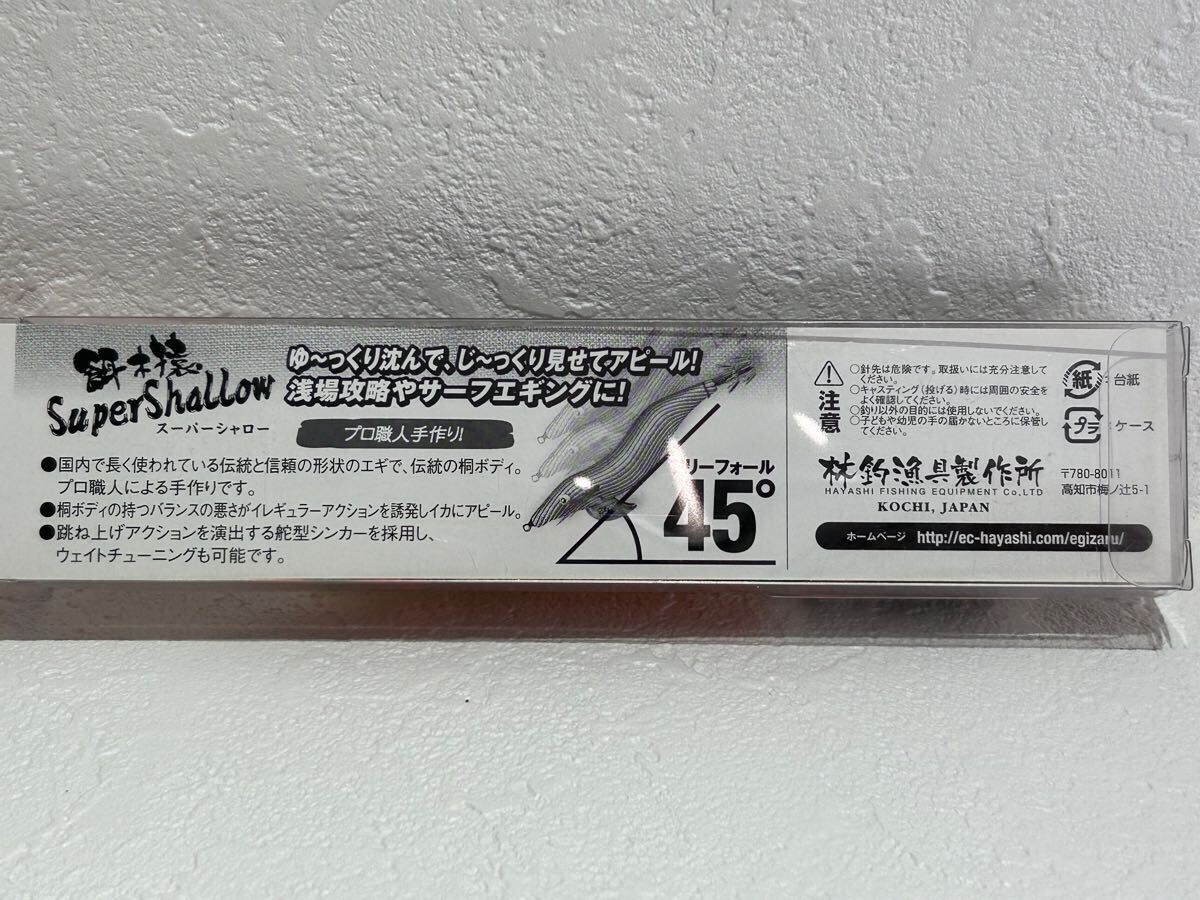 餌木猿
SuperShallow
スーパーシャロー
ゆ〜っくり沈んで、じ〜っくり見せてアピール!
浅場攻略やサーフエギングに!
プロ職人手作り!
●国内で長く使われている伝統と信頼の形状のエギで、伝統の桐ボディ。
プロ職人による手作りです。
●桐ボディの持つバランスの悪さがイレギュラーアクションを誘発しイカにアピール。
●跳ね上げアクションを演出する舵型シンカーを採用し、
ウェイトチューニングも可能です。
リーフォール
45°
注意
○針先は危険です。取扱いには充分注意して
ください。
○キャスティング(投げる)時には周囲の安全を
よく確認してください。
○釣り以外の目的には使用しないでください。
○子どもや幼児の手の届かないところに保管し
てください。
紙:台紙
プラ:ケース
林釣漁具製作所
HAYASHI FISHING EQUIPMENT Co,LTD
KOCHI, JAPAN
〒780-8011
高知市梅ノ辻5-1
ホームページ http://ec-hayashi.com/egizaru/